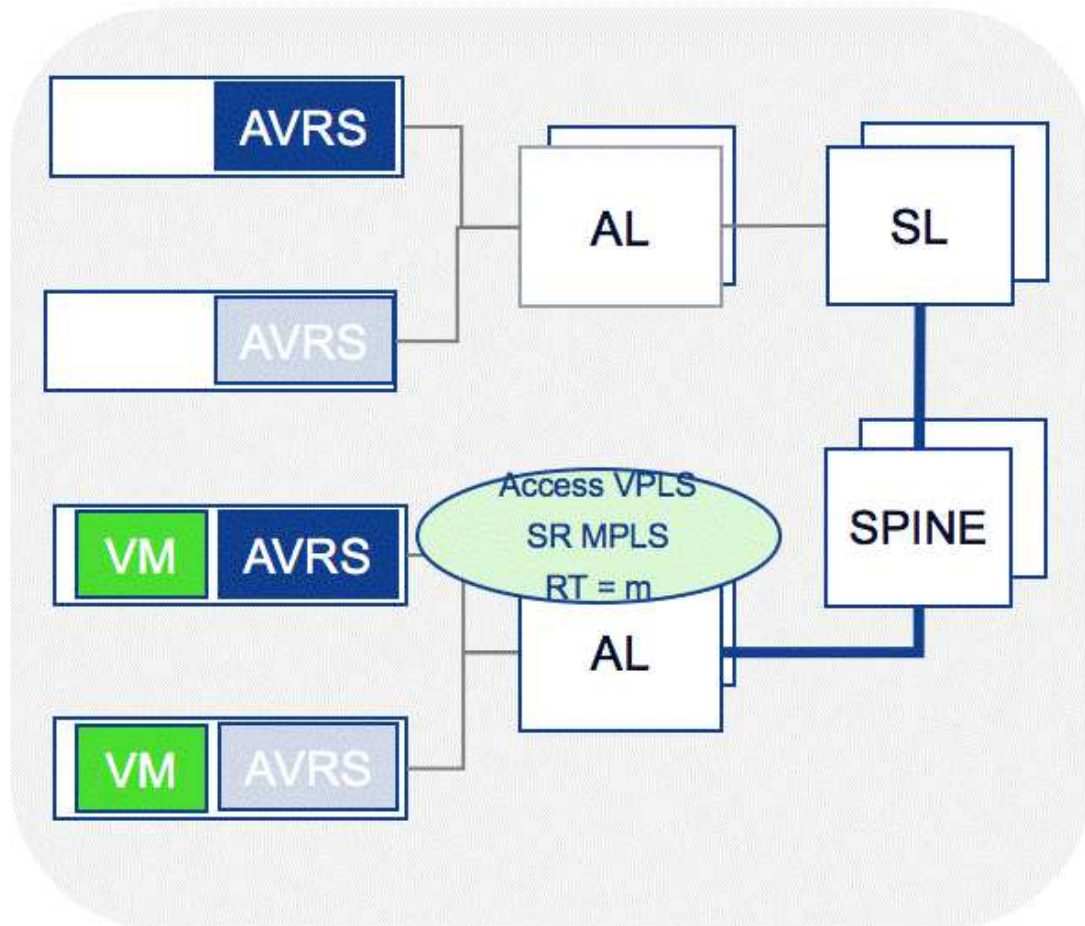 AVRS
AL
SL
AVRS
Access VPLS
SR MPLS
RT = m
VM AVRS
SPINE
AL
VM AVRS